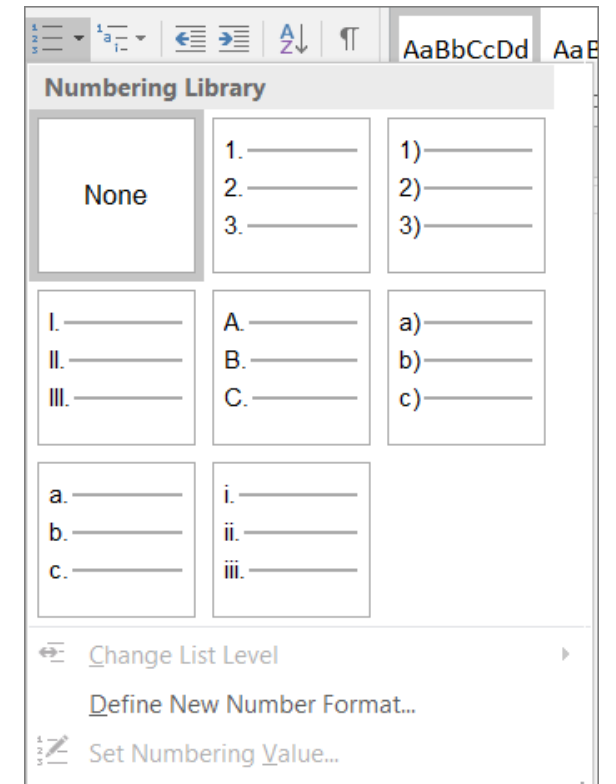 AaBbCcDd AaB
Numbering Library
None
1.
2.
3.
1)
2)
3)
I.
II.
III.
A.
B.
C.
a)
b)
c)
a.
b.
c.
i.
ii.
iii.
Change List Level
Define New Number Format...
Set Numbering Value...